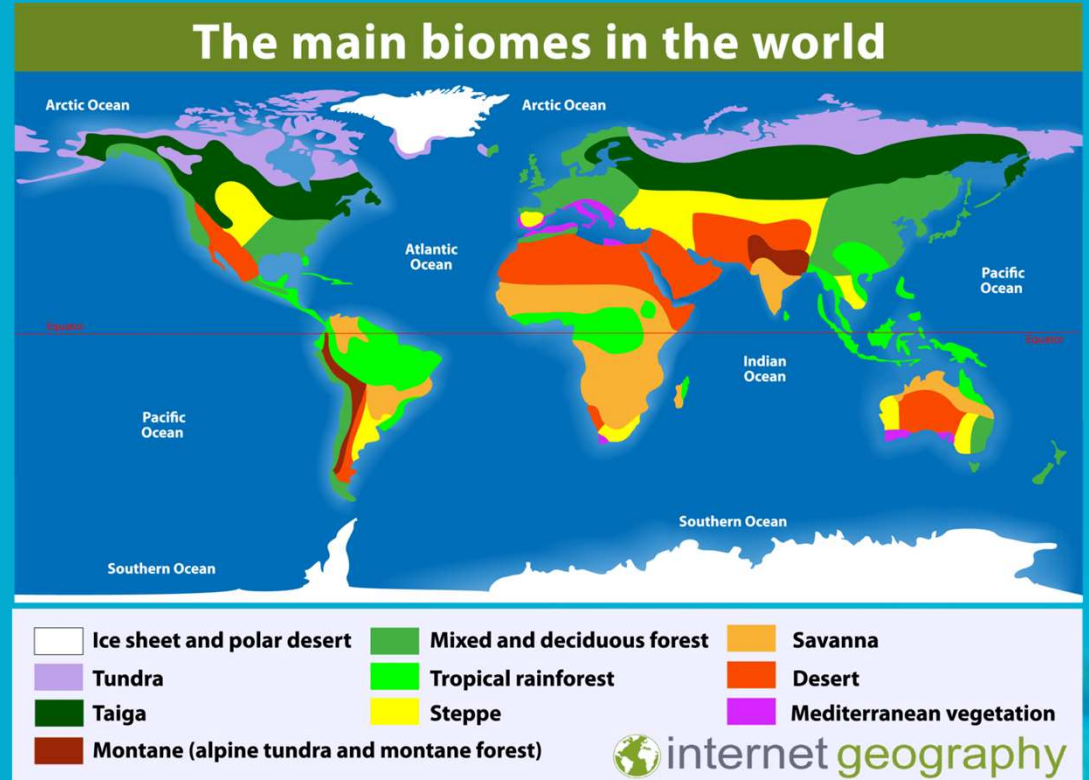 The main biomes in the world
Arctic Ocean
Arctic Ocean
Atlantic
Ocean
Pacific
Ocean
Equator
Equator
Indian
Ocean
Pacific
Ocean
Southern Ocean
Southern Ocean
Ice sheet and polar desert
Mixed and deciduous forest
Savanna
Tundra
Tropical rainforest
Desert
Taiga
Steppe
Mediterranean vegetation
Montane (alpine tundra and montane forest)
internet geography